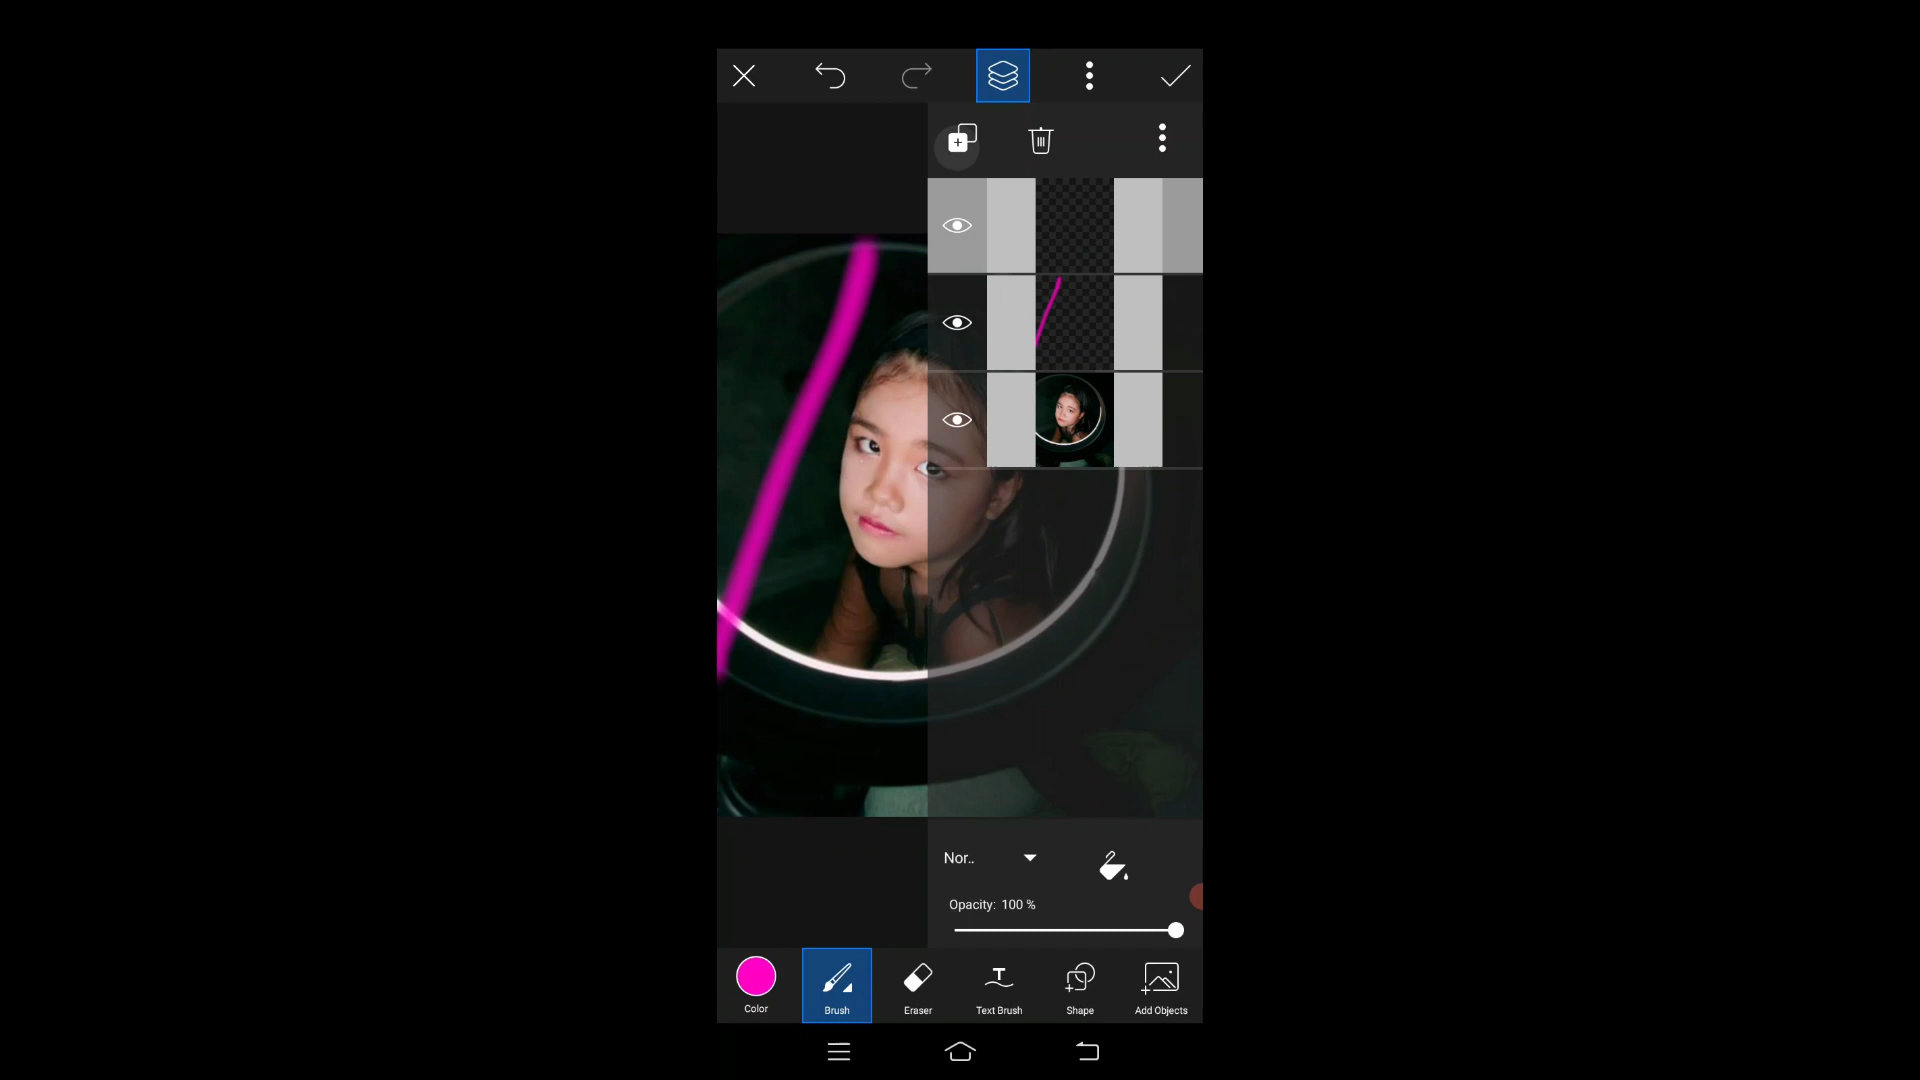 Nor..
Opacity: 100 %
Color
Brush
Eraser
T
Text Brush
Shape
Add Objects